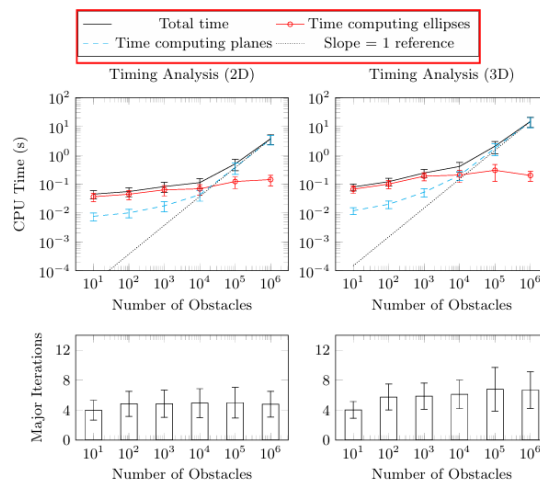 Total time
Time computing ellipses
Time computing planes
Slope = 1 reference
Timing Analysis (2D)
Timing Analysis (3D)
CPU Time (s)
10^2
10^1
10^0
10^-1
10^-2
10^-3
10^-4
10^1 10^2 10^3 10^4 10^5 10^6
Number of Obstacles
10^2
10^1
10^0
10^-1
10^-2
10^-3
10^-4
10^1 10^2 10^3 10^4 10^5 10^6
Number of Obstacles
Major Iterations
12
8
4
0
10^1 10^2 10^3 10^4 10^5 10^6
Number of Obstacles
12
8
4
0
10^1 10^2 10^3 10^4 10^5 10^6
Number of Obstacles